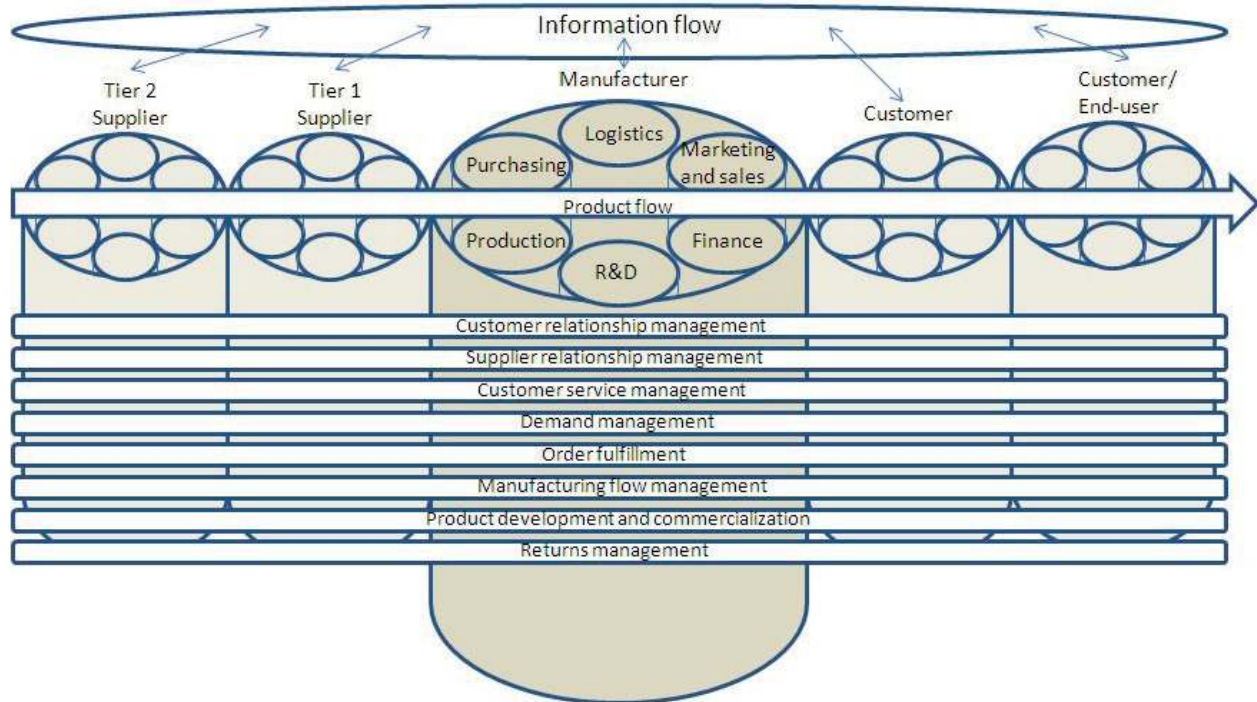 Information flow
Tier 2
Supplier
Tier 1
Supplier
Manufacturer
Customer
Customer/
End-user
Logistics
Purchasing
Marketing
and sales
Product flow
Production
Finance
R&D
Customer relationship management
Supplier relationship management
Customer service management
Demand management
Order fulfillment
Manufacturing flow management
Product development and commercialization
Returns management